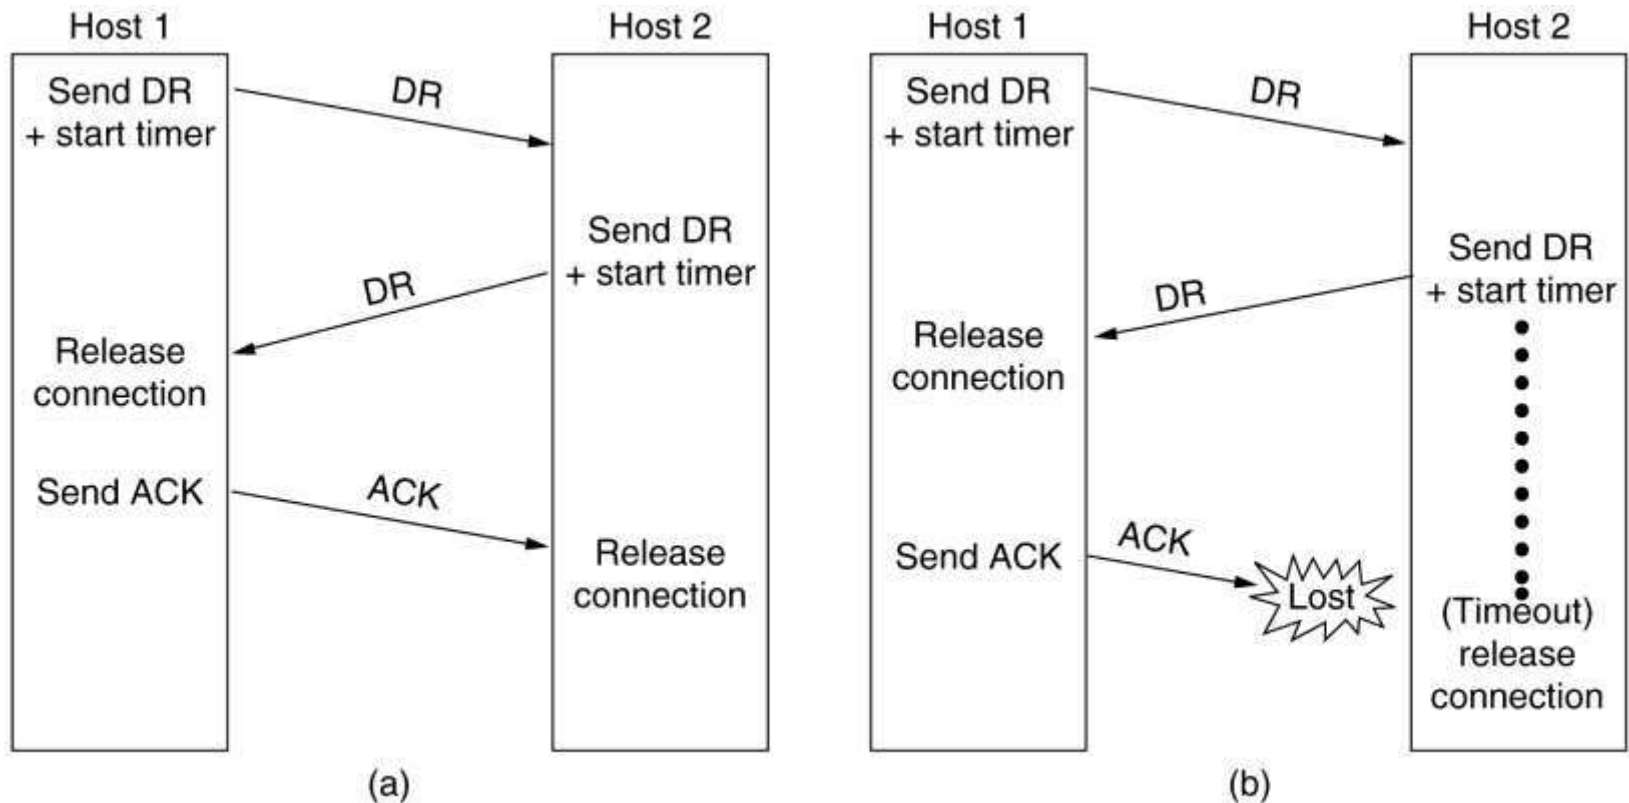 Host 1
Host 2
Send DR
+ start timer
DR
Send DR
+ start timer
DR
Release
connection
Send ACK
ACK
Release
connection
(a)
Host 1
Host 2
Send DR
+ start timer
DR
Send DR
+ start timer
DR
Release
connection
Send ACK
ACK
Lost
(Timeout)
release
connection
(b)